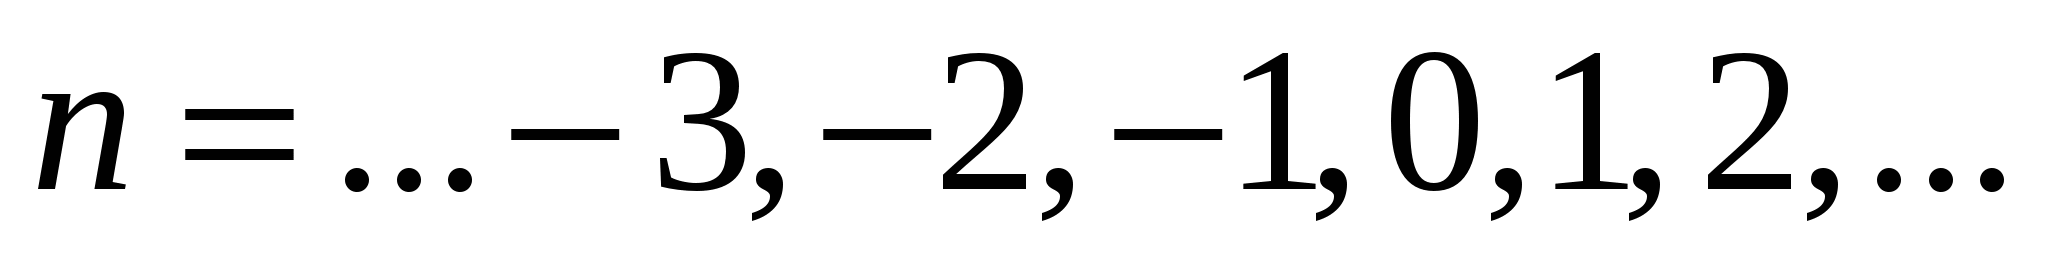 n = ... − 3, −2, −1, 0, 1, 2, ...